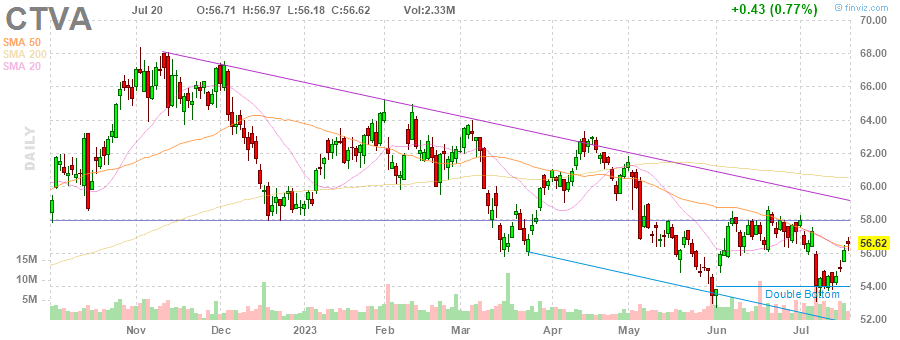 CTVA
Jul 20 O:56.71 H:56.97 L:56.18 C:56.62 Vol:2.33M
+0.43 (0.77%)
© finviz.com
SMA 50
SMA 200
SMA 20
DAILY
70.00
68.00
66.00
64.00
62.00
60.00
58.00
56.62
56.00
54.00
52.00
15M
10M
5M
Double Bottom
Nov Dec 2023 Feb Mar Apr May Jun Jul